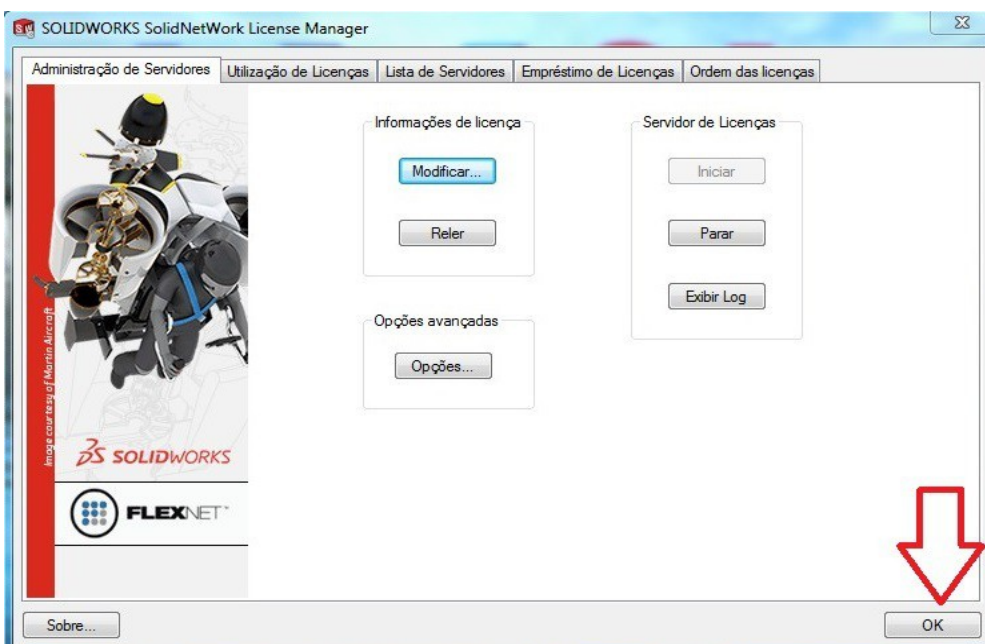 SOLIDWORKS SolidNetWork License Manager
Administração de Servidores
Utilização de Licenças
Lista de Servidores
Empréstimo de Licenças
Ordem das licenças
Informações de licença
Modificar...
Reler
Opções avançadas
Opções...
Servidor de Licenças
Iniciar
Parar
Exibir Log
Image courtesy of Martin Aircraft
SOLIDWORKS
FLEXNET™
Sobre...
OK